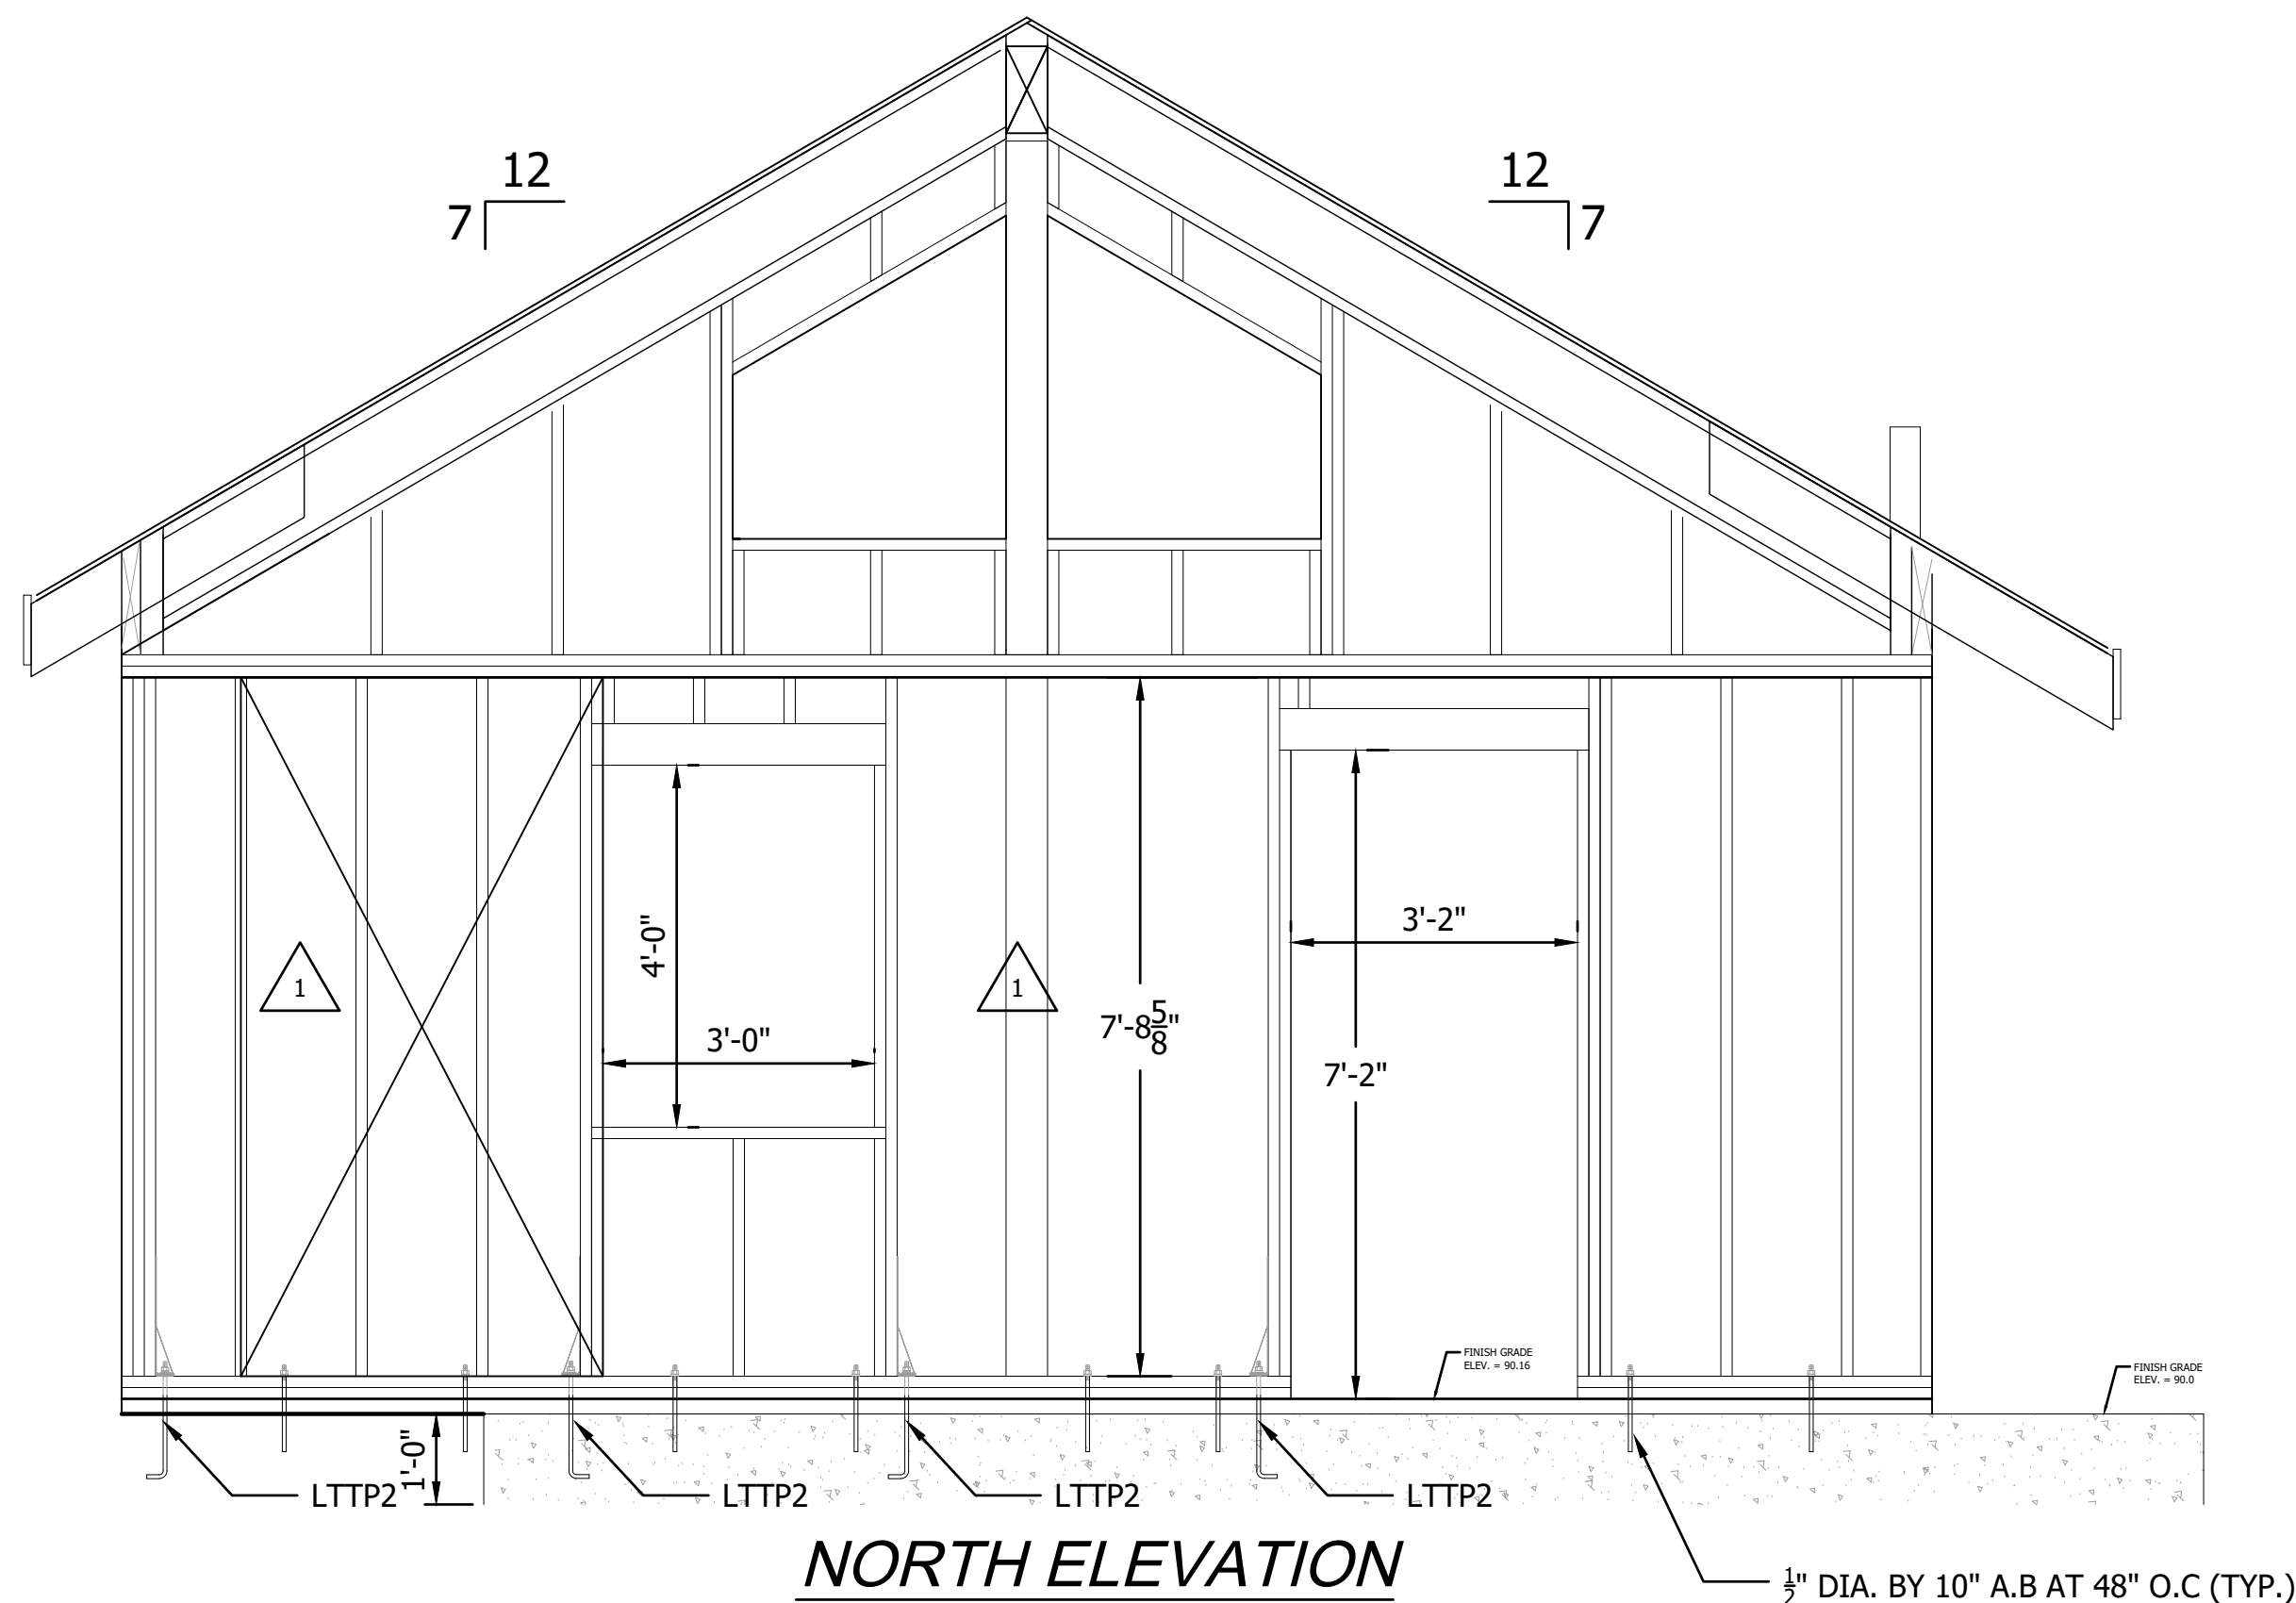 12
7
12
7
4'-0"
3'-0"
1
1
7'-8 5/8"
3'-2"
7'-2"
FINISH GRADE
ELEV. = 90.16
FINISH GRADE
ELEV. = 90.0
1'-0"
LTTP2
LTTP2
LTTP2
LTTP2
NORTH ELEVATION
1/2" DIA. BY 10" A.B AT 48" O.C (TYP.)